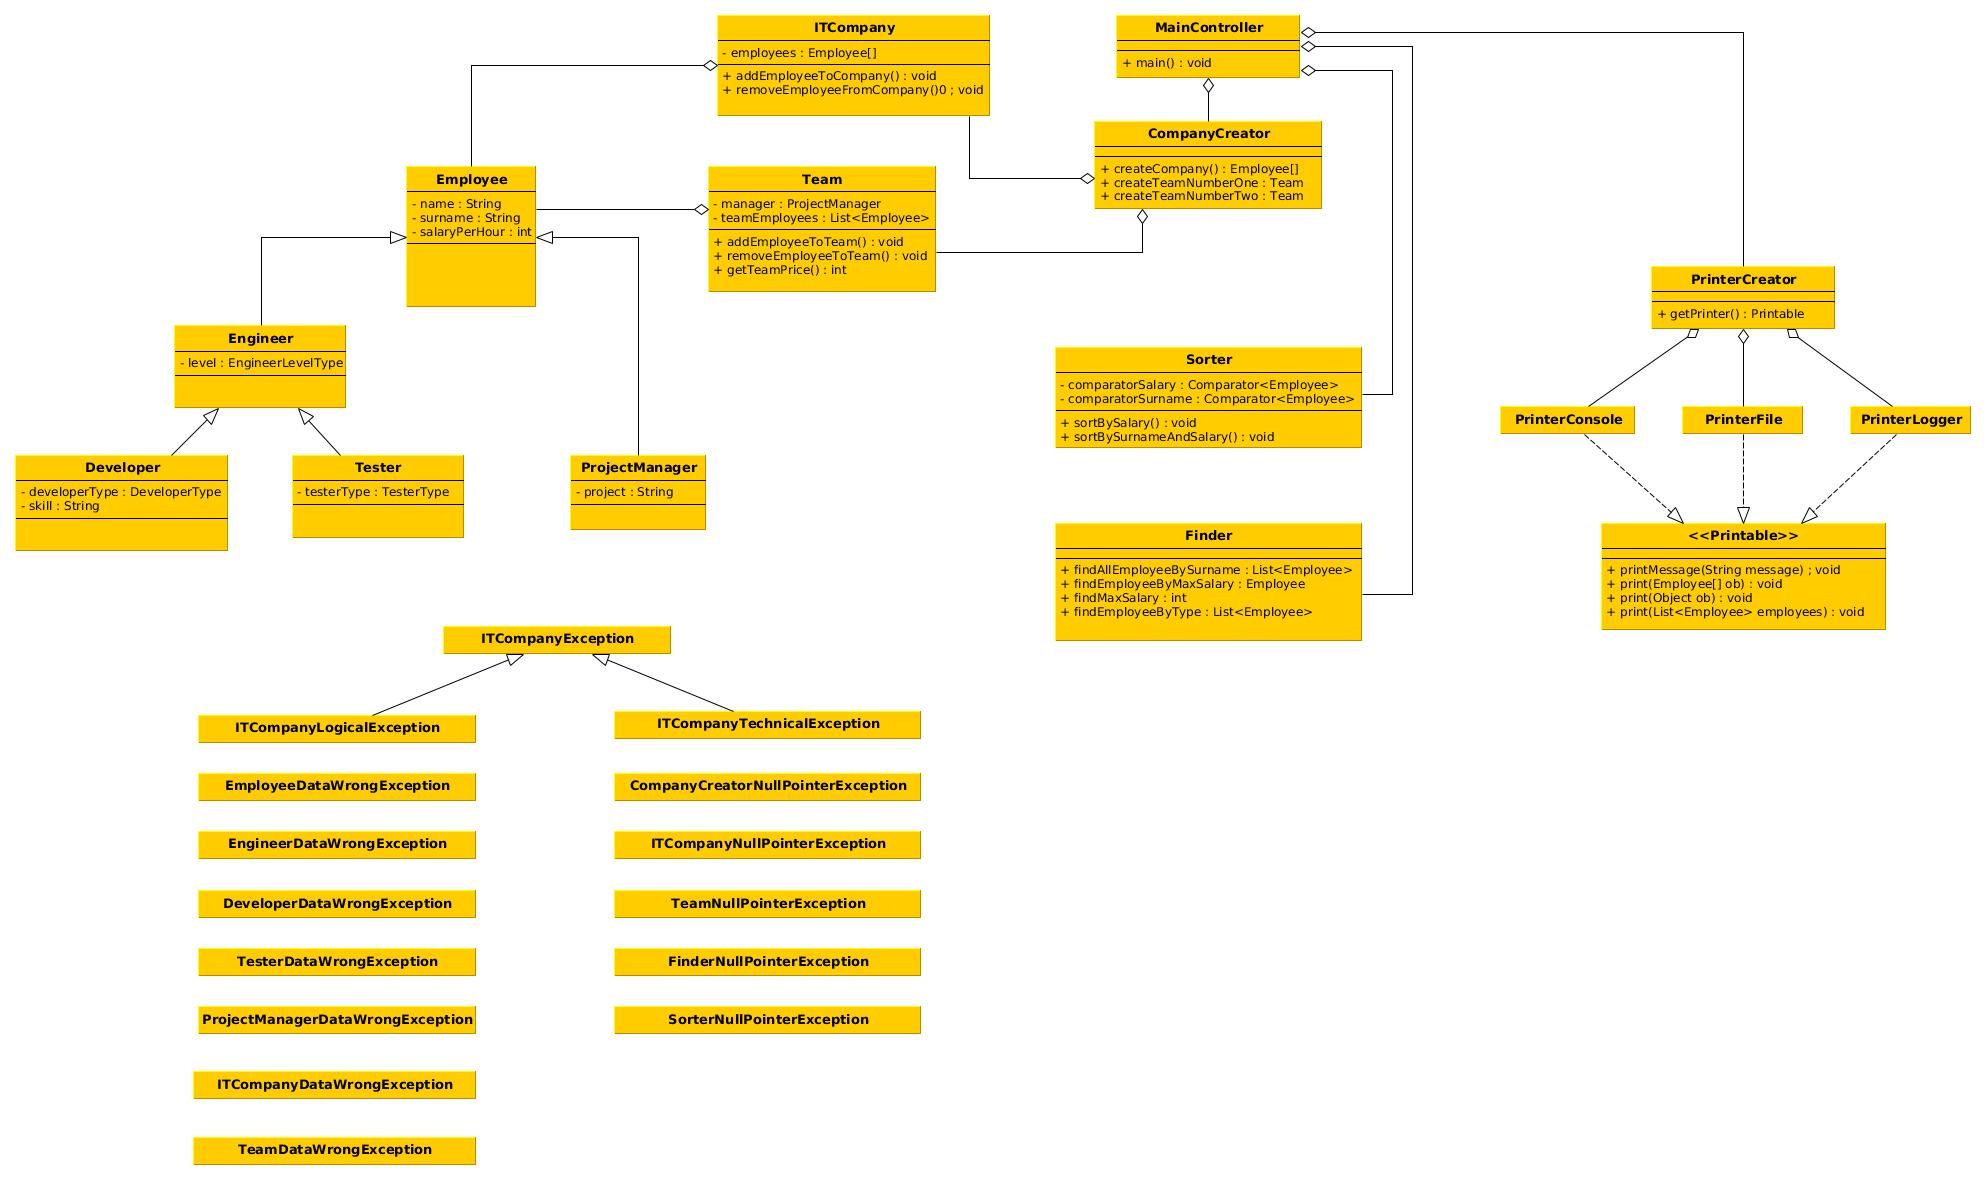 ITCompany
- employees : Employee[]
+ addEmployeeToCompany() : void
+ removeEmployeeFromCompany()0 ; void
MainController
+ main() : void
CompanyCreator
+ createCompany() : Employee[]
+ createTeamNumberOne : Team
+ createTeamNumberTwo : Team
Employee
- name : String
- surname : String
- salaryPerHour : int
Team
- manager : ProjectManager
- teamEmployees : List<Employee>
+ addEmployeeToTeam() : void
+ removeEmployeeToTeam() : void
+ getTeamPrice() : int
PrinterCreator
+ getPrinter() : Printable
Engineer
- level : EngineerLevelType
Sorter
- comparatorSalary : Comparator<Employee>
- comparatorSurname : Comparator<Employee>
+ sortBySalary() : void
+ sortBySurnameAndSalary() : void
PrinterConsole
PrinterFile
PrinterLogger
Developer
- developerType : DeveloperType
- skill : String
Tester
- testerType : TesterType
ProjectManager
- project : String
Finder
+ findAllEmployeeBySurname : List<Employee>
+ findEmployeeByMaxSalary : Employee
+ findMaxSalary : int
+ findEmployeeByType : List<Employee>
<<Printable>>
+ printMessage(String message) ; void
+ print(Employee[] ob) : void
+ print(Object ob) : void
+ print(List<Employee> employees) : void
ITCompanyException
ITCompanyLogicalException
ITCompanyTechnicalException
EmployeeDataWrongException
CompanyCreatorNullPointerException
EngineerDataWrongException
ITCompanyNullPointerException
DeveloperDataWrongException
TeamNullPointerException
TesterDataWrongException
FinderNullPointerException
ProjectManagerDataWrongException
SorterNullPointerException
ITCompanyDataWrongException
TeamDataWrongException